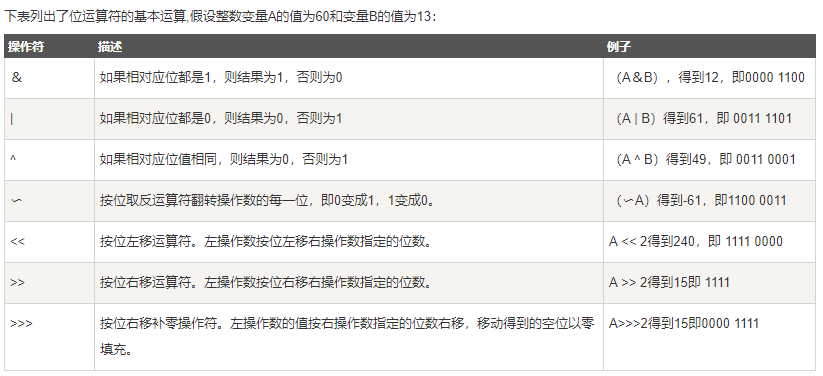 下表列出了位运算符的基本运算,假设整数变量A的值为60和变量B的值为13：
操作符 描述 例子
＆ 如果相对应位都是1，则结果为1，否则为0 （A＆B），得到12，即0000 1100
| 如果相对应位都是0，则结果为0，否则为1 （A | B）得到61，即 0011 1101
^ 如果相对应位值相同，则结果为0，否则为1 （A ^ B）得到49，即 0011 0001
〜 按位取反运算符翻转操作数的每一位，即0变成1，1变成0。 （〜A）得到-61，即1100 0011
<< 按位左移运算符。左操作数按位左移右操作数指定的位数。 A << 2得到240，即 1111 0000
>> 按位右移运算符。左操作数按位右移右操作数指定的位数。 A >> 2得到15即 1111
>>> 按位右移补零操作符。左操作数的值按右操作数指定的位数右移，移动得到的空位以零 A>>>2得到15即0000 1111
填充。